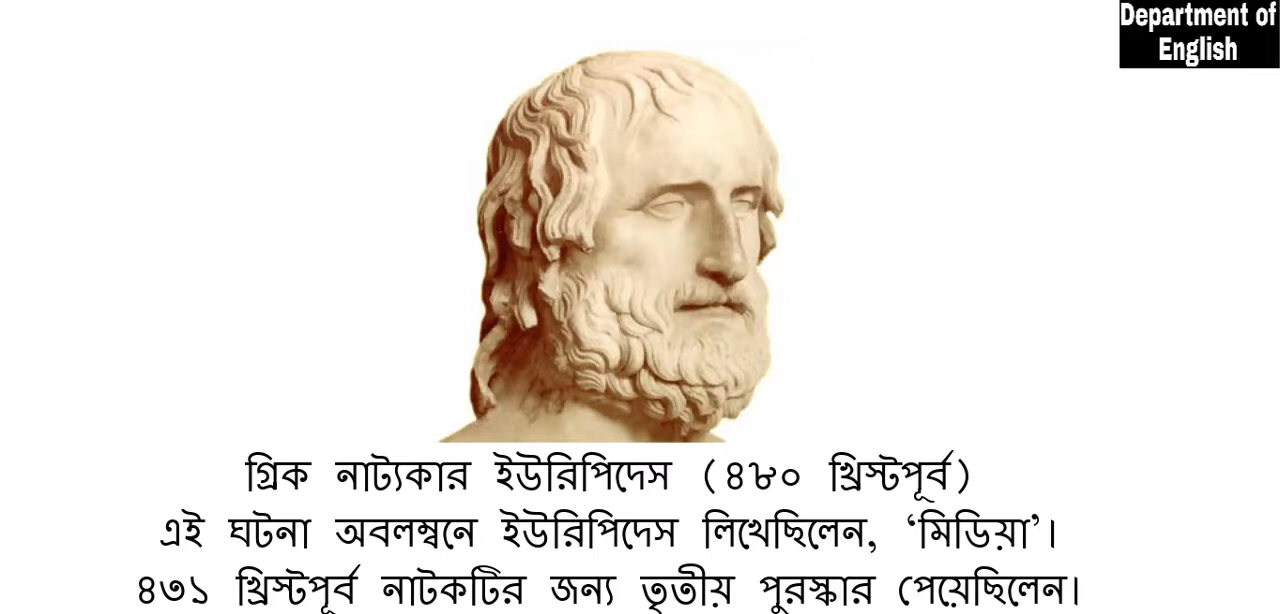 Department of
English
গ্রিক নাট্যকার ইউরিপিদেস (৪৮০ খ্রিস্টপূর্ব)
এই ঘটনা অবলম্বনে ইউরিপিদেস লিখেছিলেন, ‘মিডিয়া’।
৪৩১ খ্রিস্টপূর্ব নাটকটির জন্য তৃতীয় পুরস্কার পেয়েছিলেন।